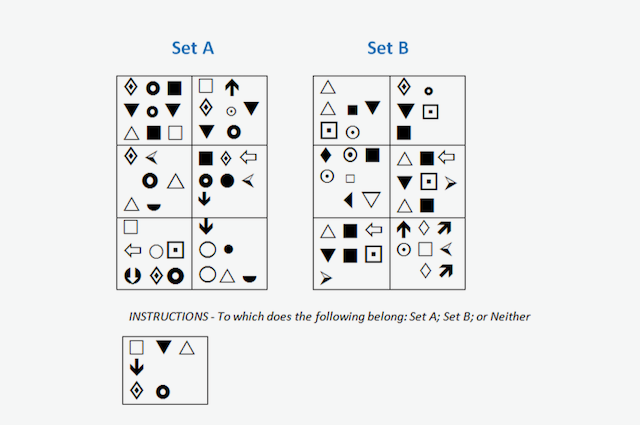 Set A
Set B
INSTRUCTIONS - To which does the following belong: Set A; Set B; or Neither